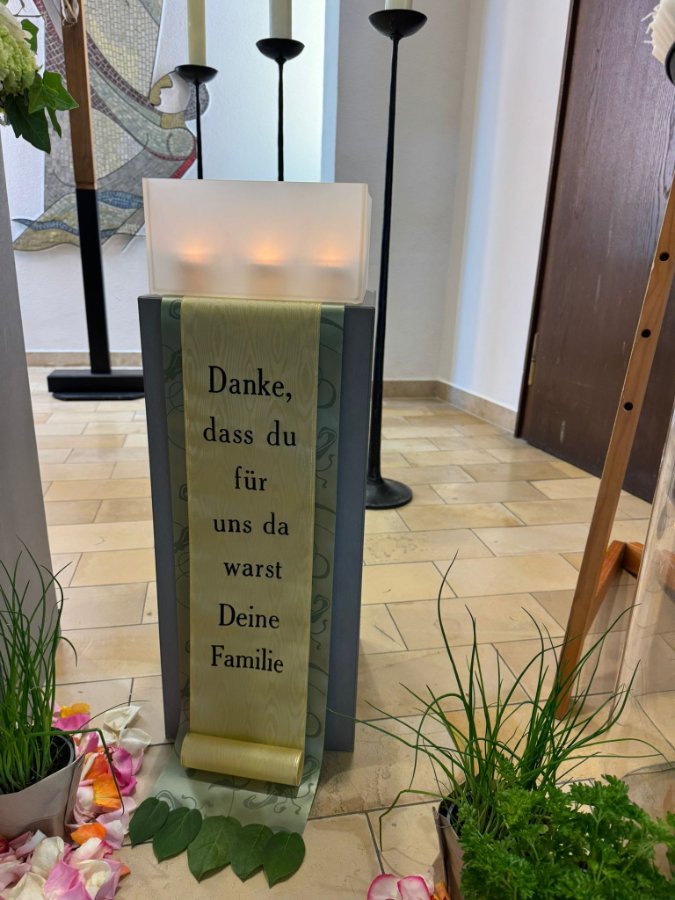 Danke,
dass du
für
uns da
warst
Deine
Familie